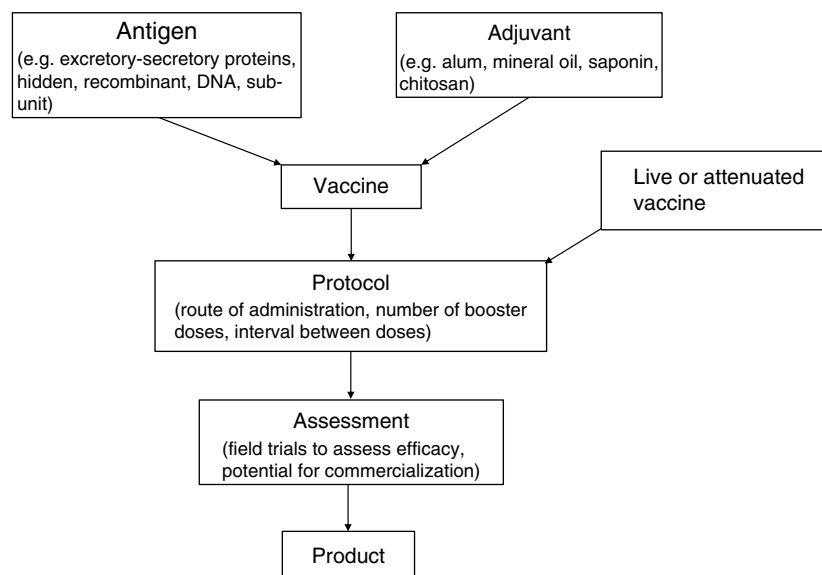 Antigen
(e.g. excretory-secretory proteins,
hidden, recombinant, DNA, sub-
unit)
Adjuvant
(e.g. alum, mineral oil, saponin,
chitosan)
Vaccine
Live or attenuated
vaccine
Protocol
(route of administration, number of booster
doses, interval between doses)
Assessment
(field trials to assess efficacy,
potential for commercialization)
Product